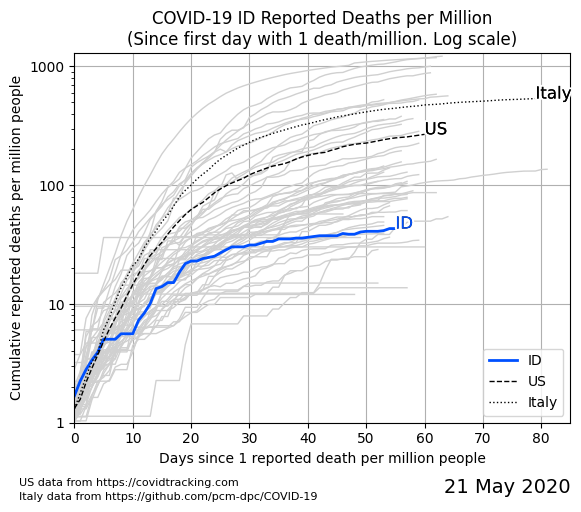 COVID-19 ID Reported Deaths per Million
(Since first day with 1 death/million. Log scale)
Cumulative reported deaths per million people
1000
100
10
1
Italy
US
ID
ID
US
Italy
0 10 20 30 40 50 60 70 80
Days since 1 reported death per million people
US data from https://covidtracking.com
Italy data from https://github.com/pcm-dpc/COVID-19
21 May 2020